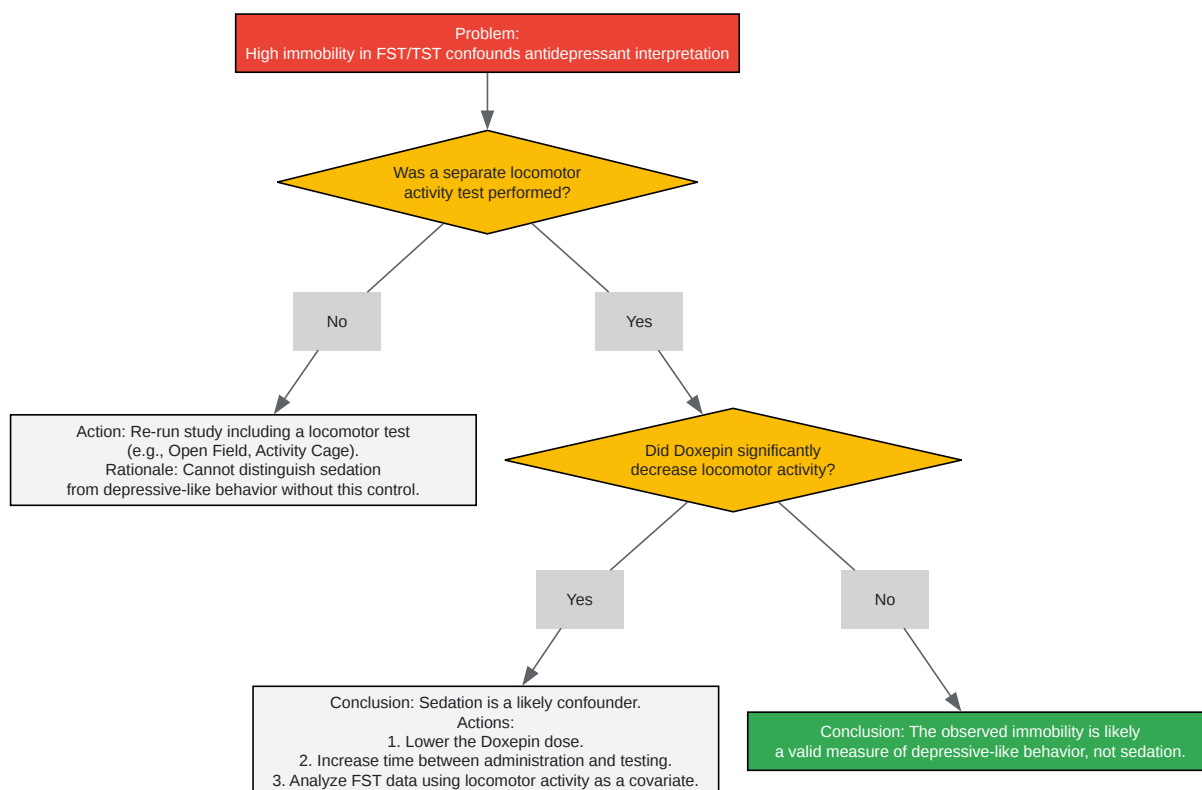 Problem:
High immobility in FST/TST confounds antidepressant interpretation
Was a separate locomotor
activity test performed?
No
Yes
Action: Re-run study including a locomotor test
(e.g., Open Field, Activity Cage).
Rationale: Cannot distinguish sedation
from depressive-like behavior without this control.
Did Doxepin significantly
decrease locomotor activity?
Yes
No
Conclusion: Sedation is a likely confounder.
Actions:
1. Lower the Doxepin dose.
2. Increase time between administration and testing.
3. Analyze FST data using locomotor activity as a covariate.
Conclusion: The observed immobility is likely
a valid measure of depressive-like behavior, not sedation.